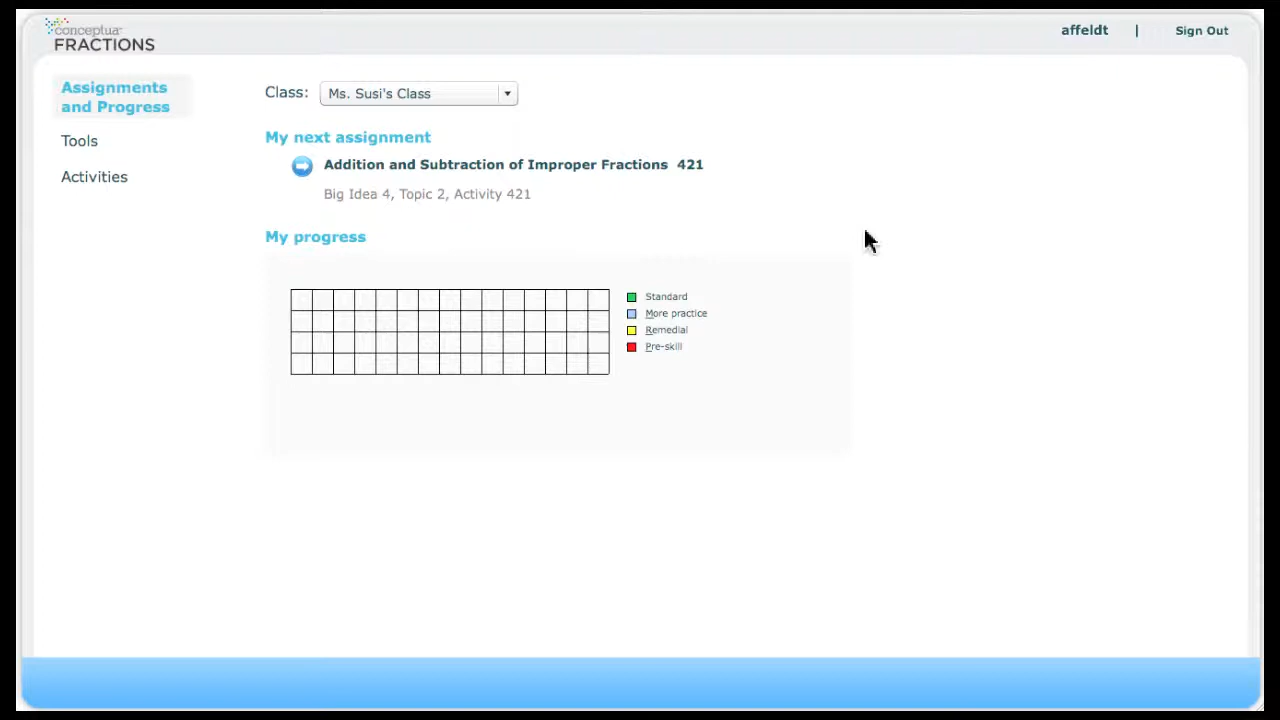 conceptua
FRACTIONS
affeldt | Sign Out
Assignments
and Progress
Tools
Activities
Class: Ms. Susi's Class
My next assignment
Addition and Subtraction of Improper Fractions 421
Big Idea 4, Topic 2, Activity 421
My progress
Standard
More practice
Remedial
Pre-skill